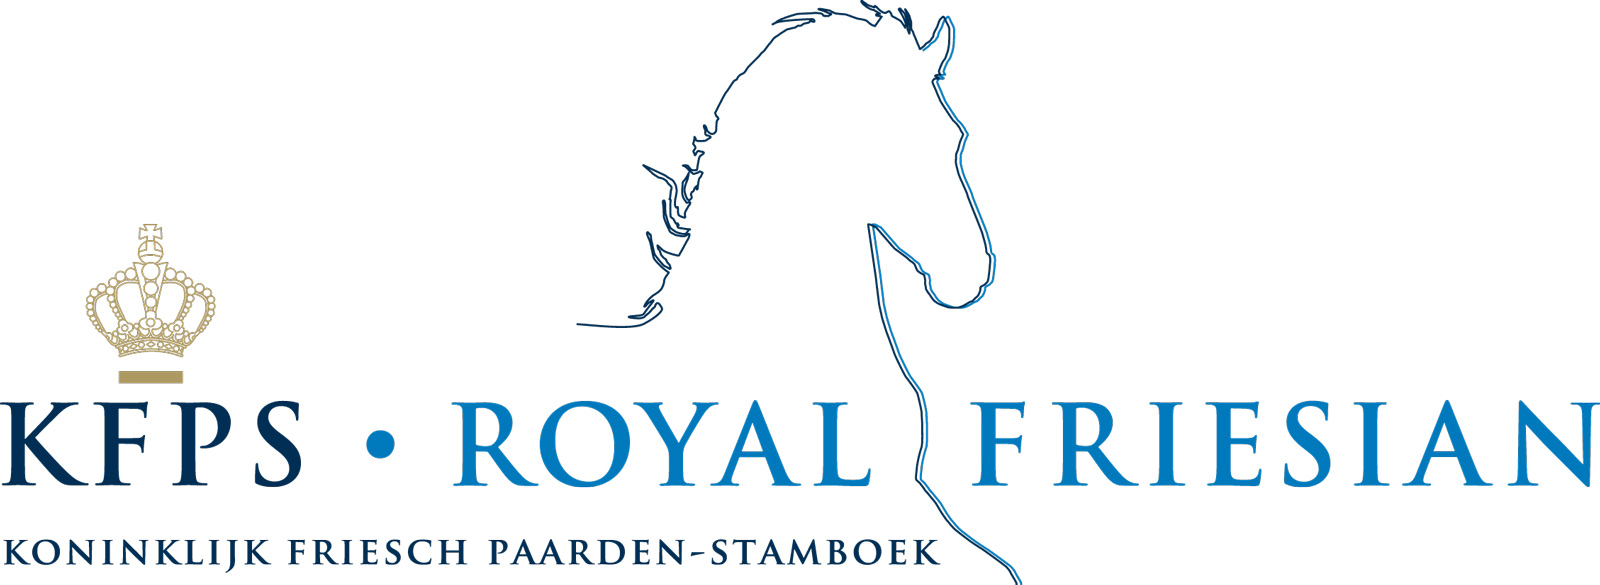 KFPS • ROYAL FRIESIAN
KONINKLIJK FRIESCH PAARDEN-STAMBOEK